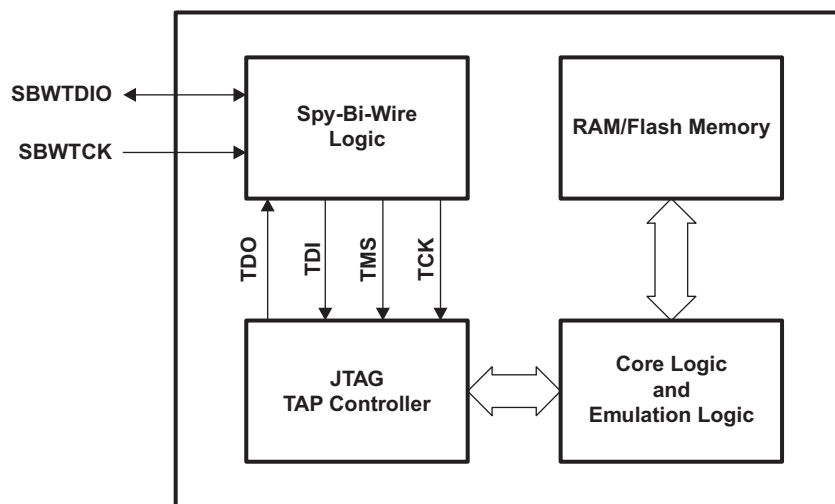 SBWTDIO
SBWTCK
Spy-Bi-Wire
Logic
RAM/Flash Memory
TDO
TDI
TMS
TCK
JTAG
TAP Controller
Core Logic
and
Emulation Logic